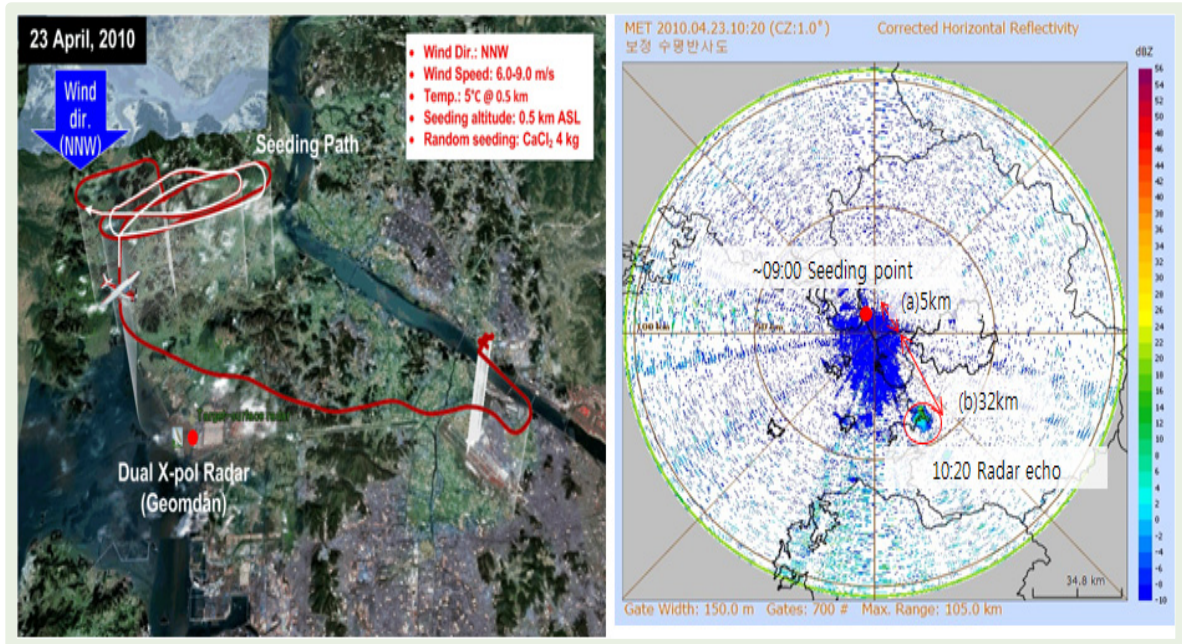 23 April, 2010
Wind
dir.
(NNW)
• Wind Dir.: NNW
• Wind Speed: 6.0-9.0 m/s
• Temp.: 5℃ @ 0.5 km
• Seeding altitude: 0.5 km ASL
• Random seeding: CaCl₂ 4 kg
Seeding Path
Dual X-pol Radar
(Geomdan)
MET 2010.04.23.10:20 (CZ:1.0°) Corrected Horizontal Reflectivity
보정 수평반사도
dBZ
56
54
52
50
48
46
44
42
40
38
36
34
32
30
28
26
24
22
20
18
16
14
12
10
8
6
4
2
0
-2
-4
-6
-8
-10
~09:00 Seeding point
(a)5km
(b)32km
10:20 Radar echo
34.8 km
Gate Width: 150.0 m Gates: 700 # Max. Range: 105.0 km